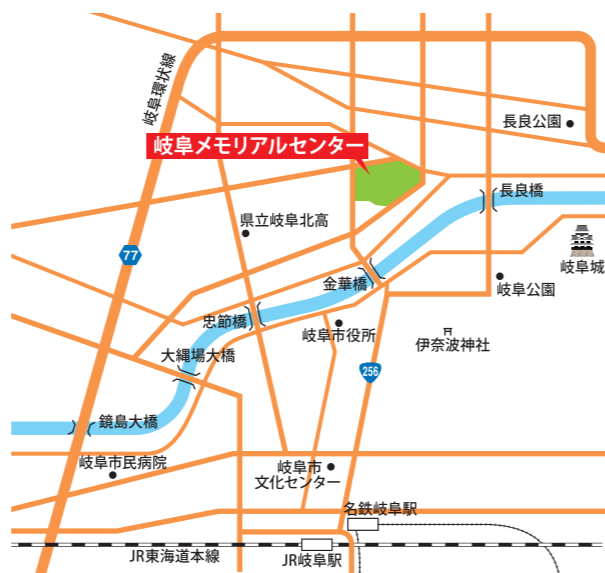 岐阜環状線
長良公園
岐阜メモリアルセンター
長良橋
県立岐阜北高
77
岐阜城
金華橋
岐阜公園
忠節橋
岐阜市役所
伊奈波神社
大縄場大橋
256
鏡島大橋
岐阜市民病院
岐阜市
文化センター
名鉄岐阜駅
JR東海道本線
JR岐阜駅